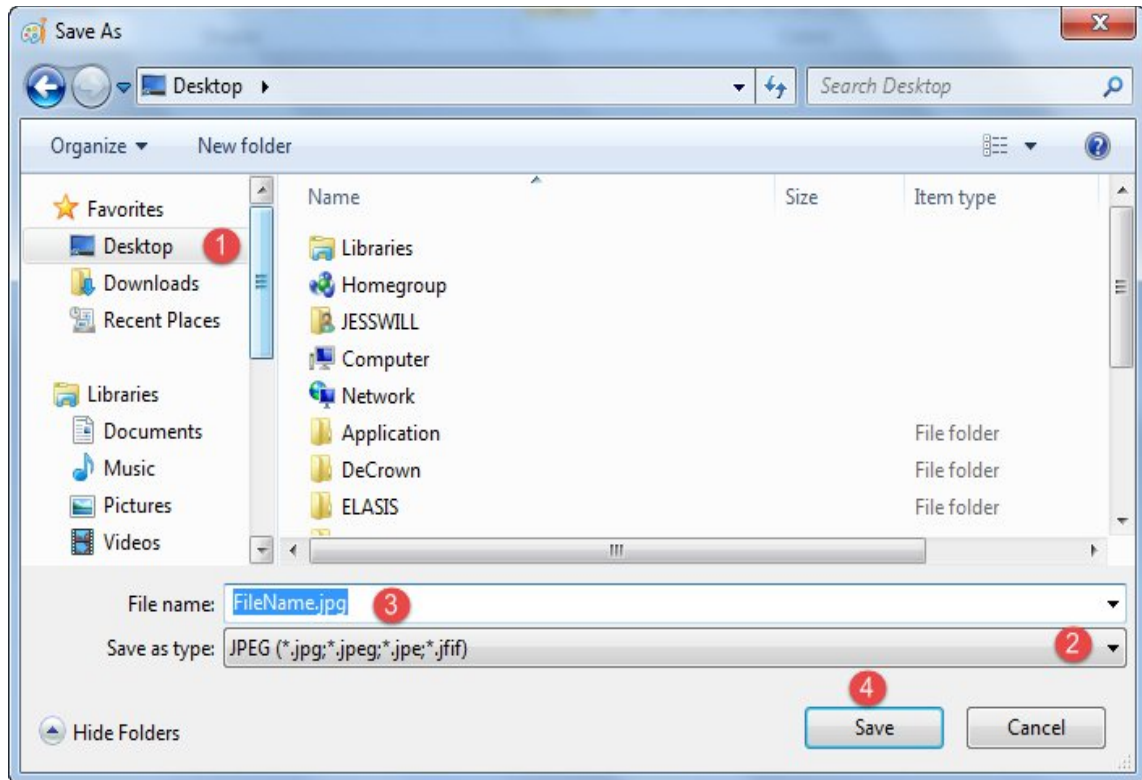 Save As
X
Desktop
Search Desktop
Organize
New folder
Name
Size
Item type
Favorites
Desktop
1
Downloads
Recent Places
Libraries
Documents
Music
Pictures
Videos
Libraries
Homegroup
JESSWILL
Computer
Network
Application File folder
DeCrown File folder
ELASIS File folder
File name: FileName.jpg 3
Save as type: JPEG (*.jpg;*.jpeg;*.jpe;*.jfif) 2
4
Hide Folders
Save
Cancel